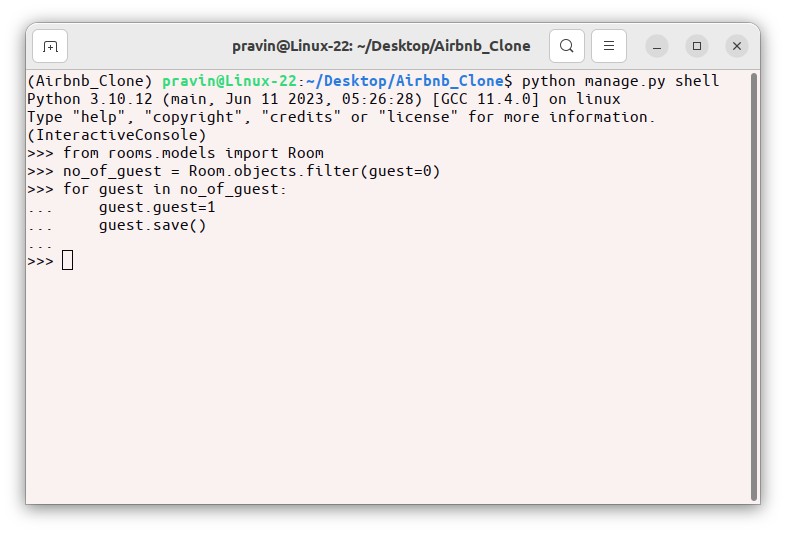 pravin@Linux-22: ~/Desktop/Airbnb_Clone
(Airbnb_Clone) pravin@Linux-22:~/Desktop/Airbnb_Clone$ python manage.py shell
Python 3.10.12 (main, Jun 11 2023, 05:26:28) [GCC 11.4.0] on linux
Type "help", "copyright", "credits" or "license" for more information.
(InteractiveConsole)
>>> from rooms.models import Room
>>> no_of_guest = Room.objects.filter(guest=0)
>>> for guest in no_of_guest:
...     guest.guest=1
...     guest.save()
...
>>>